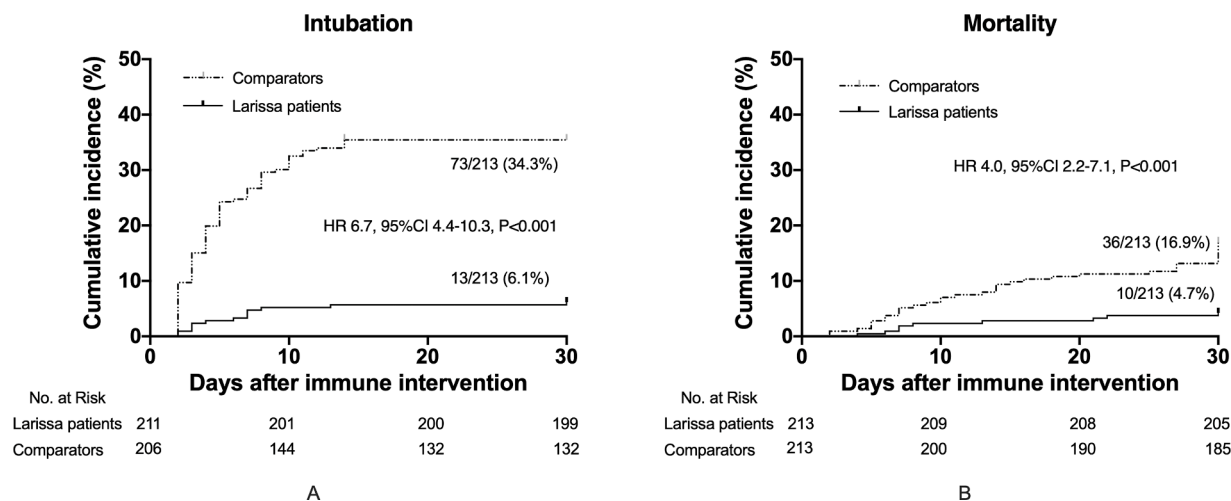 Intubation
Cumulative incidence (%)
50
40
30
20
10
0
Comparators
Larissa patients
73/213 (34.3%)
HR 6.7, 95%CI 4.4-10.3, P<0.001
13/213 (6.1%)
0
10
20
30
Days after immune intervention
No. at Risk
Larissa patients 211 201 200 199
Comparators 206 144 132 132
A
Mortality
Cumulative incidence (%)
50
40
30
20
10
0
Comparators
Larissa patients
HR 4.0, 95%CI 2.2-7.1, P<0.001
36/213 (16.9%)
10/213 (4.7%)
0
10
20
30
Days after immune intervention
No. at Risk
Larissa patients 213 209 208 205
Comparators 213 200 190 185
B